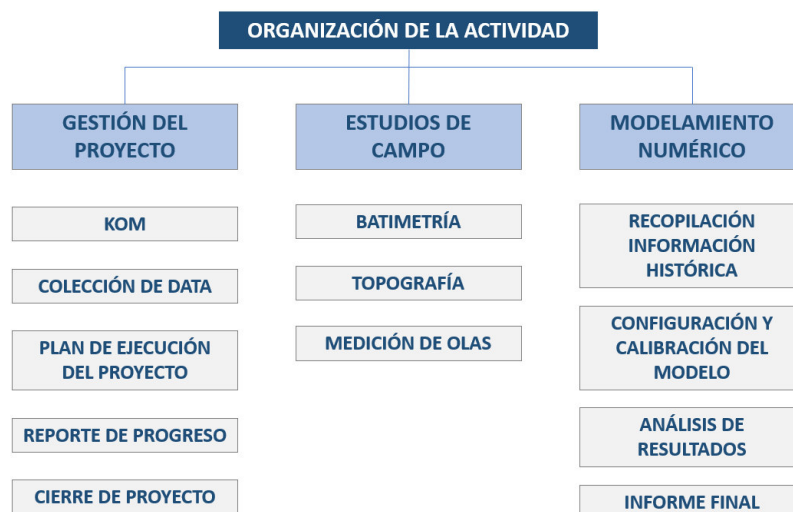 ORGANIZACIÓN DE LA ACTIVIDAD
GESTIÓN DEL
PROYECTO
KOM
COLECCIÓN DE DATA
PLAN DE EJECUCIÓN
DEL PROYECTO
REPORTE DE PROGRESO
CIERRE DE PROYECTO
ESTUDIOS DE
CAMPO
BATIMETRÍA
TOPOGRAFÍA
MEDICIÓN DE OLAS
MODELAMIENTO
NUMÉRICO
RECOPILACIÓN
INFORMACIÓN
HISTÓRICA
CONFIGURACIÓN Y
CALIBRACIÓN DEL
MODELO
ANÁLISIS DE
RESULTADOS
INFORME FINAL